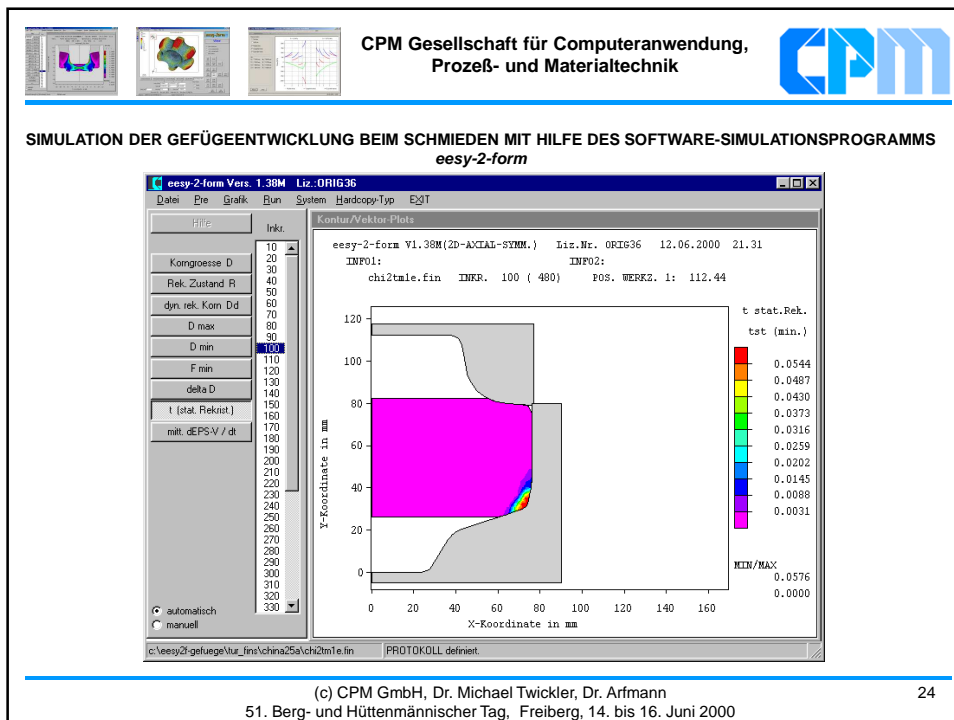 CPM Gesellschaft für Computeranwendung,
Prozeß- und Materialtechnik
CPM
SIMULATION DER GEFÜGEENTWICKLUNG BEIM SCHMIEDEN MIT HILFE DES SOFTWARE-SIMULATIONSPROGRAMMS
eesy-2-form
eesy-2-form Vers. 1.38M Liz.:ORIG36
Datei Pre Grafik Run System Hardcopy-Typ EXIT
Hilfe
Korngroesse D
Rek. Zustand R
dyn. rek. Korn Dd
D max
D min
F min
delta D
t (stat. Rekrist.)
mitt. dEPS-V / dt
automatisch
manuell
Inkr.
10
20
30
40
50
60
70
80
90
100
110
120
130
140
150
160
170
180
190
200
210
220
230
240
250
260
270
280
290
300
310
320
330
Kontur/Vektor-Plots
eesy-2-form V1.38M(2D-AXIAL-SYMM.) Liz.Nr. ORIG36 12.06.2000 21.31
INFO1: INFO2:
chi2tm1e.fin INKR. 100 ( 480) POS. WERKZ. 1: 112.44
Y-Koordinate in mm
120
100
80
60
40
20
0
0 20 40 60 80 100 120 140 160
X-Koordinate in mm
t stat.Rek.
tst (min.)
0.0544
0.0487
0.0430
0.0373
0.0316
0.0259
0.0202
0.0145
0.0088
0.0031
MIN/MAX
0.0576
0.0000
c:\eesy2f-gefuege\tur_fins\china25a\chi2tm1e.fin PROTOKOLL definiert.
(c) CPM GmbH, Dr. Michael Twickler, Dr. Arfmann
51. Berg- und Hüttenmännischer Tag, Freiberg, 14. bis 16. Juni 2000
24